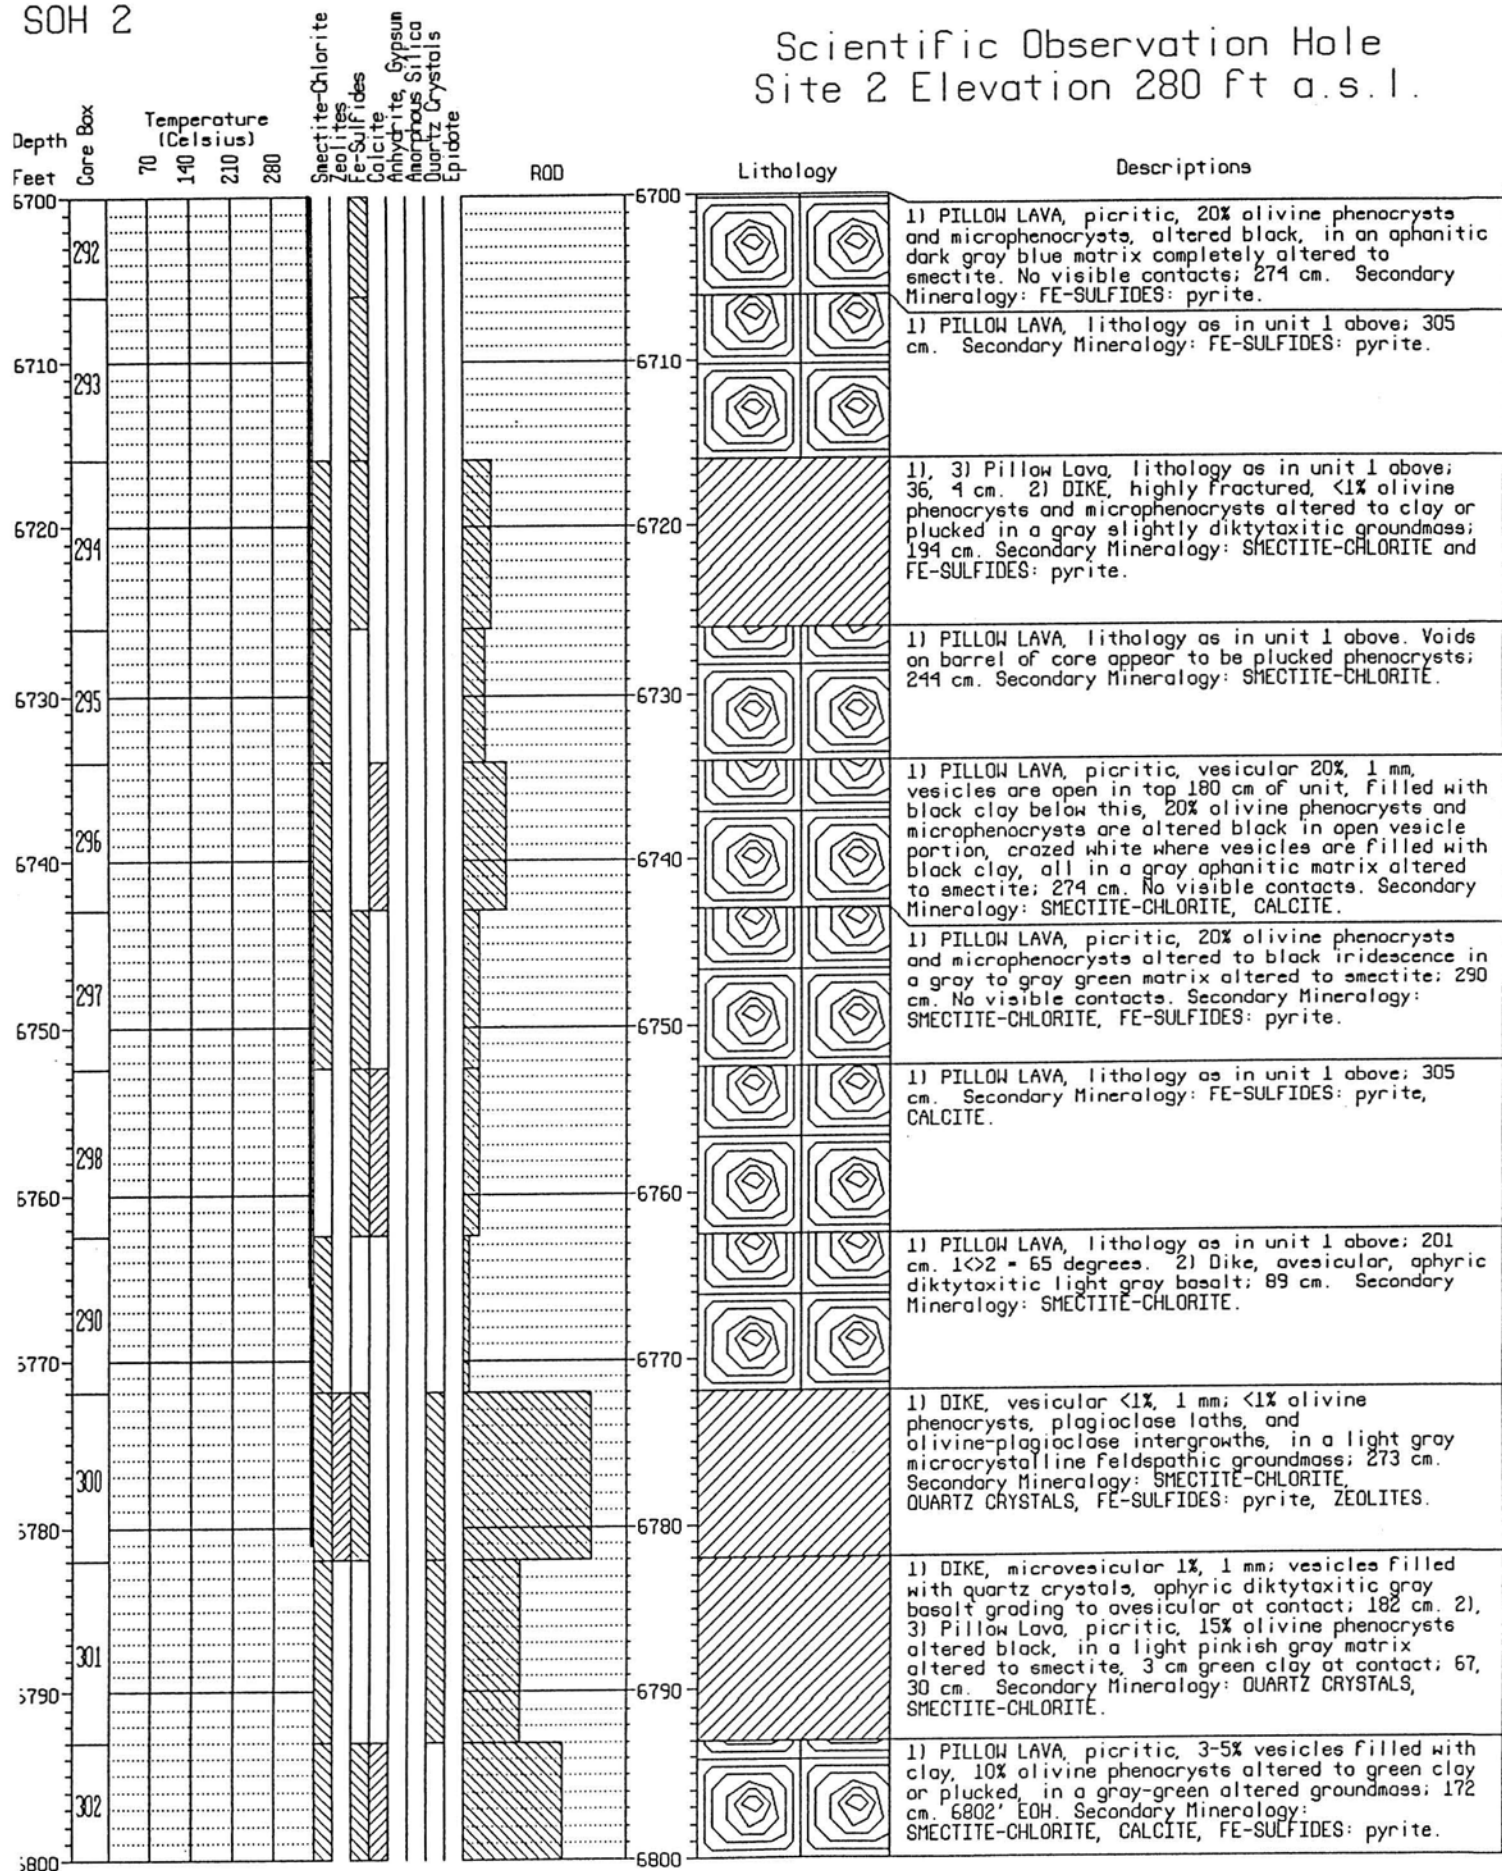 SOH 2
Scientific Observation Hole
Site 2 Elevation 280 ft a.s.l.
Depth
Feet
Core Box
Temperature
(Celsius)
70
140
210
280
Smectite-Chlorite
Zeolites
Fe-Sulfides
Calcite
Anhydrite, Gypsum
Amorphous Silica
Quartz Crystals
Epidote
RQD
Lithology
Descriptions
6700
6710
6720
6730
6740
6750
6760
6770
6780
6790
6800
292
293
294
295
296
297
298
290
300
301
302
6700
6710
6720
6730
6740
6750
6760
6770
6780
6790
6800
1) PILLOW LAVA, picritic, 20% olivine phenocrysts
and microphenocrysts, altered black, in an aphanitic
dark gray blue matrix completely altered to
smectite. No visible contacts; 274 cm. Secondary
Mineralogy: FE-SULFIDES: pyrite.
1) PILLOW LAVA, lithology as in unit 1 above; 305
cm. Secondary Mineralogy: FE-SULFIDES: pyrite.
1), 3) Pillow Lava, lithology as in unit 1 above;
36, 4 cm. 2) DIKE, highly fractured, <1% olivine
phenocrysts and microphenocrysts altered to clay or
plucked in a gray slightly diktytaxitic groundmass;
194 cm. Secondary Mineralogy: SMECTITE-CHLORITE and
FE-SULFIDES: pyrite.
1) PILLOW LAVA, lithology as in unit 1 above. Voids
on barrel of core appear to be plucked phenocrysts;
244 cm. Secondary Mineralogy: SMECTITE-CHLORITE.
1) PILLOW LAVA, picritic, vesicular 20%, 1 mm,
vesicles are open in top 180 cm of unit, filled with
black clay below this, 20% olivine phenocrysts and
microphenocrysts are altered black in open vesicle
portion, crazed white where vesicles are filled with
black clay, all in a gray aphanitic matrix altered
to smectite; 274 cm. No visible contacts. Secondary
Mineralogy: SMECTITE-CHLORITE, CALCITE.
1) PILLOW LAVA, picritic, 20% olivine phenocrysts
and microphenocrysts altered to black iridescence in
a gray to gray green matrix altered to smectite; 290
cm. No visible contacts. Secondary Mineralogy:
SMECTITE-CHLORITE, FE-SULFIDES: pyrite.
1) PILLOW LAVA, lithology as in unit 1 above; 305
cm. Secondary Mineralogy: FE-SULFIDES: pyrite,
CALCITE.
1) PILLOW LAVA, lithology as in unit 1 above; 201
cm. 1<>2 = 65 degrees. 2) Dike, avesicular, aphyric
diktytaxitic light gray basalt; 89 cm. Secondary
Mineralogy: SMECTITE-CHLORITE.
1) DIKE, vesicular <1%, 1 mm; <1% olivine
phenocrysts, plagioclase laths, and
olivine-plagioclase intergrowths, in a light gray
microcrystalline feldspathic groundmass; 273 cm.
Secondary Mineralogy: SMECTITE-CHLORITE,
QUARTZ CRYSTALS, FE-SULFIDES: pyrite, ZEOLITES.
1) DIKE, microvesicular 1%, 1 mm; vesicles filled
with quartz crystals, aphyric diktytaxitic gray
basalt grading to avesicular at contact; 182 cm. 2),
3) Pillow Lava, picritic, 15% olivine phenocrysts
altered black, in a light pinkish gray matrix
altered to smectite, 3 cm green clay at contact; 67,
30 cm. Secondary Mineralogy: QUARTZ CRYSTALS,
SMECTITE-CHLORITE.
1) PILLOW LAVA, picritic, 3-5% vesicles filled with
clay, 10% olivine phenocrysts altered to green clay
or plucked, in a gray-green altered groundmass; 172
cm. 6802' EOH. Secondary Mineralogy:
SMECTITE-CHLORITE, CALCITE, FE-SULFIDES: pyrite.